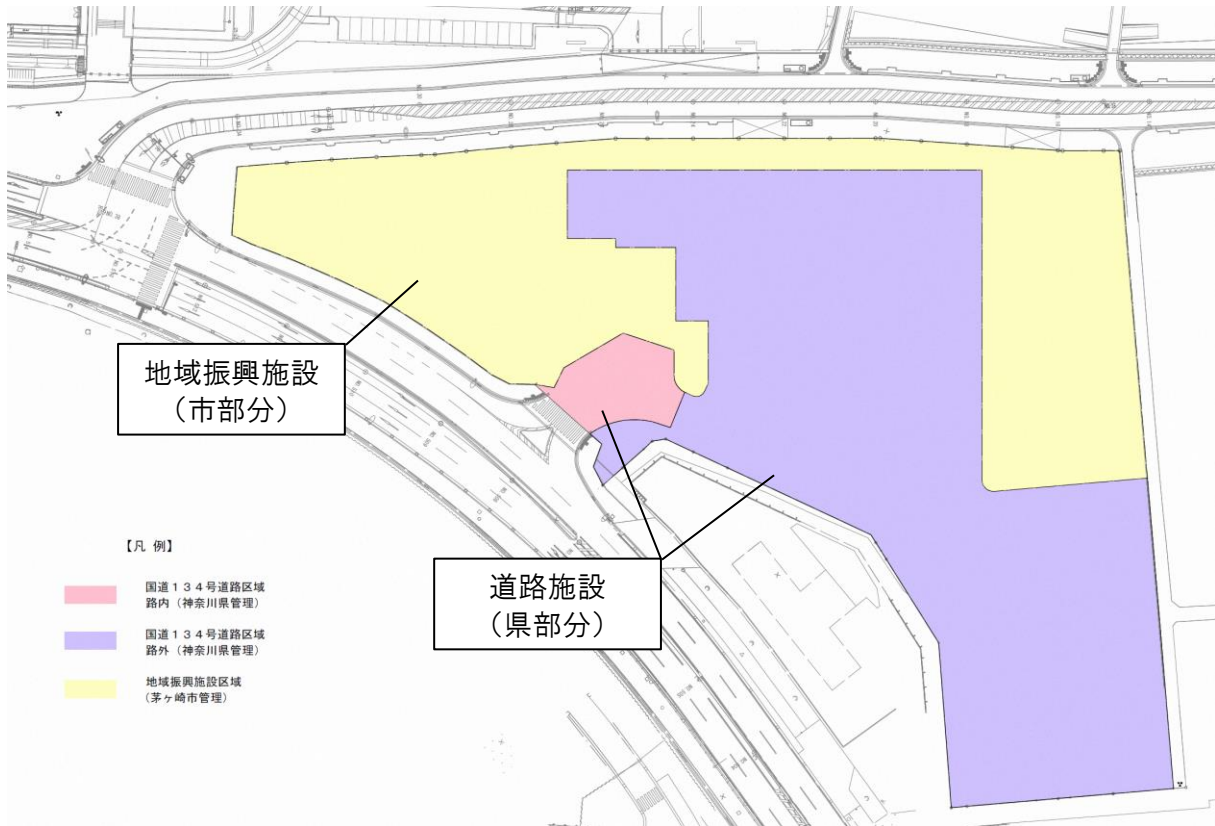 地域振興施設
（市部分）
道路施設
（県部分）
【凡 例】
国道１３４号道路区域
路内（神奈川県管理）
国道１３４号道路区域
路外（神奈川県管理）
地域振興施設区域
（茅ヶ崎市管理）